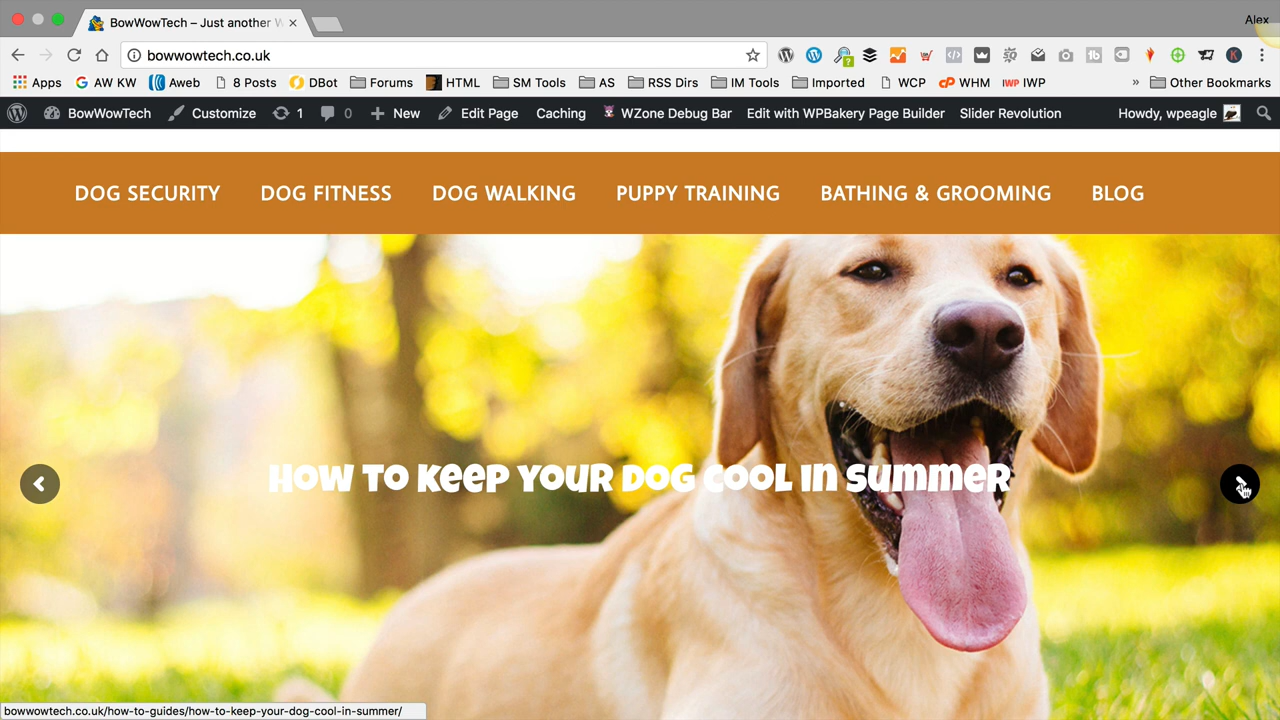 BowWowTech – Just another W
Alex
bowwowtech.co.uk
Apps
AW KW
Aweb
8 Posts
DBot
Forums
HTML
SM Tools
AS
RSS Dirs
IM Tools
Imported
WCP
WHM
IWP
IWP
»
Other Bookmarks
BowWowTech
Customize
1
0
New
Edit Page
Caching
WZone Debug Bar
Edit with WPBakery Page Builder
Slider Revolution
Howdy, wpeagle
DOG SECURITY
DOG FITNESS
DOG WALKING
PUPPY TRAINING
BATHING & GROOMING
BLOG
How to keep your dog cool in summer
bowwowtech.co.uk/how-to-guides/how-to-keep-your-dog-cool-in-summer/